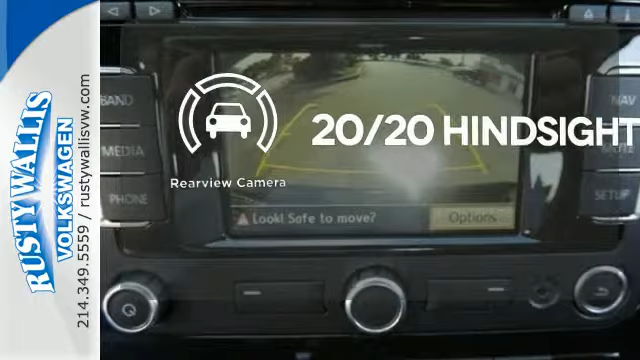 RUSTY WALLIS
VOLKSWAGEN
214.349.5559 / rustywallisvw.com
BAND
MEDIA
PHONE
NAV
SETUP
Rearview Camera
20/20 HINDSIGHT
Look! Safe to move?
Options